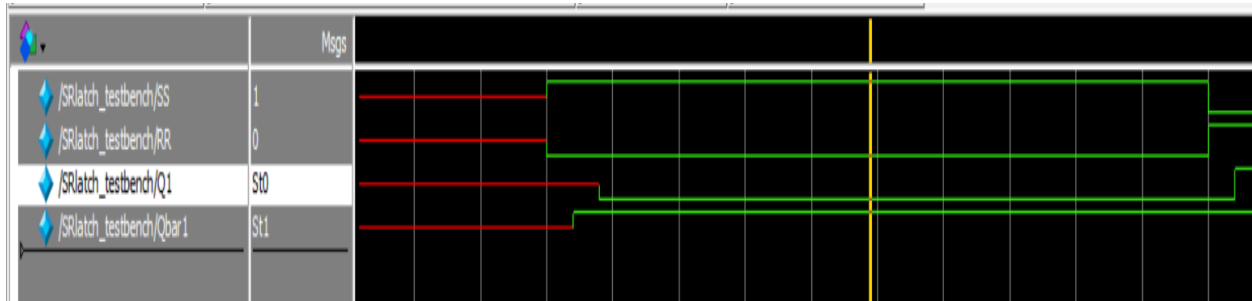 Msgs
/SRlatch_testbench/SS 1
/SRlatch_testbench/RR 0
/SRlatch_testbench/Q1 St0
/SRlatch_testbench/Qbar1 St1